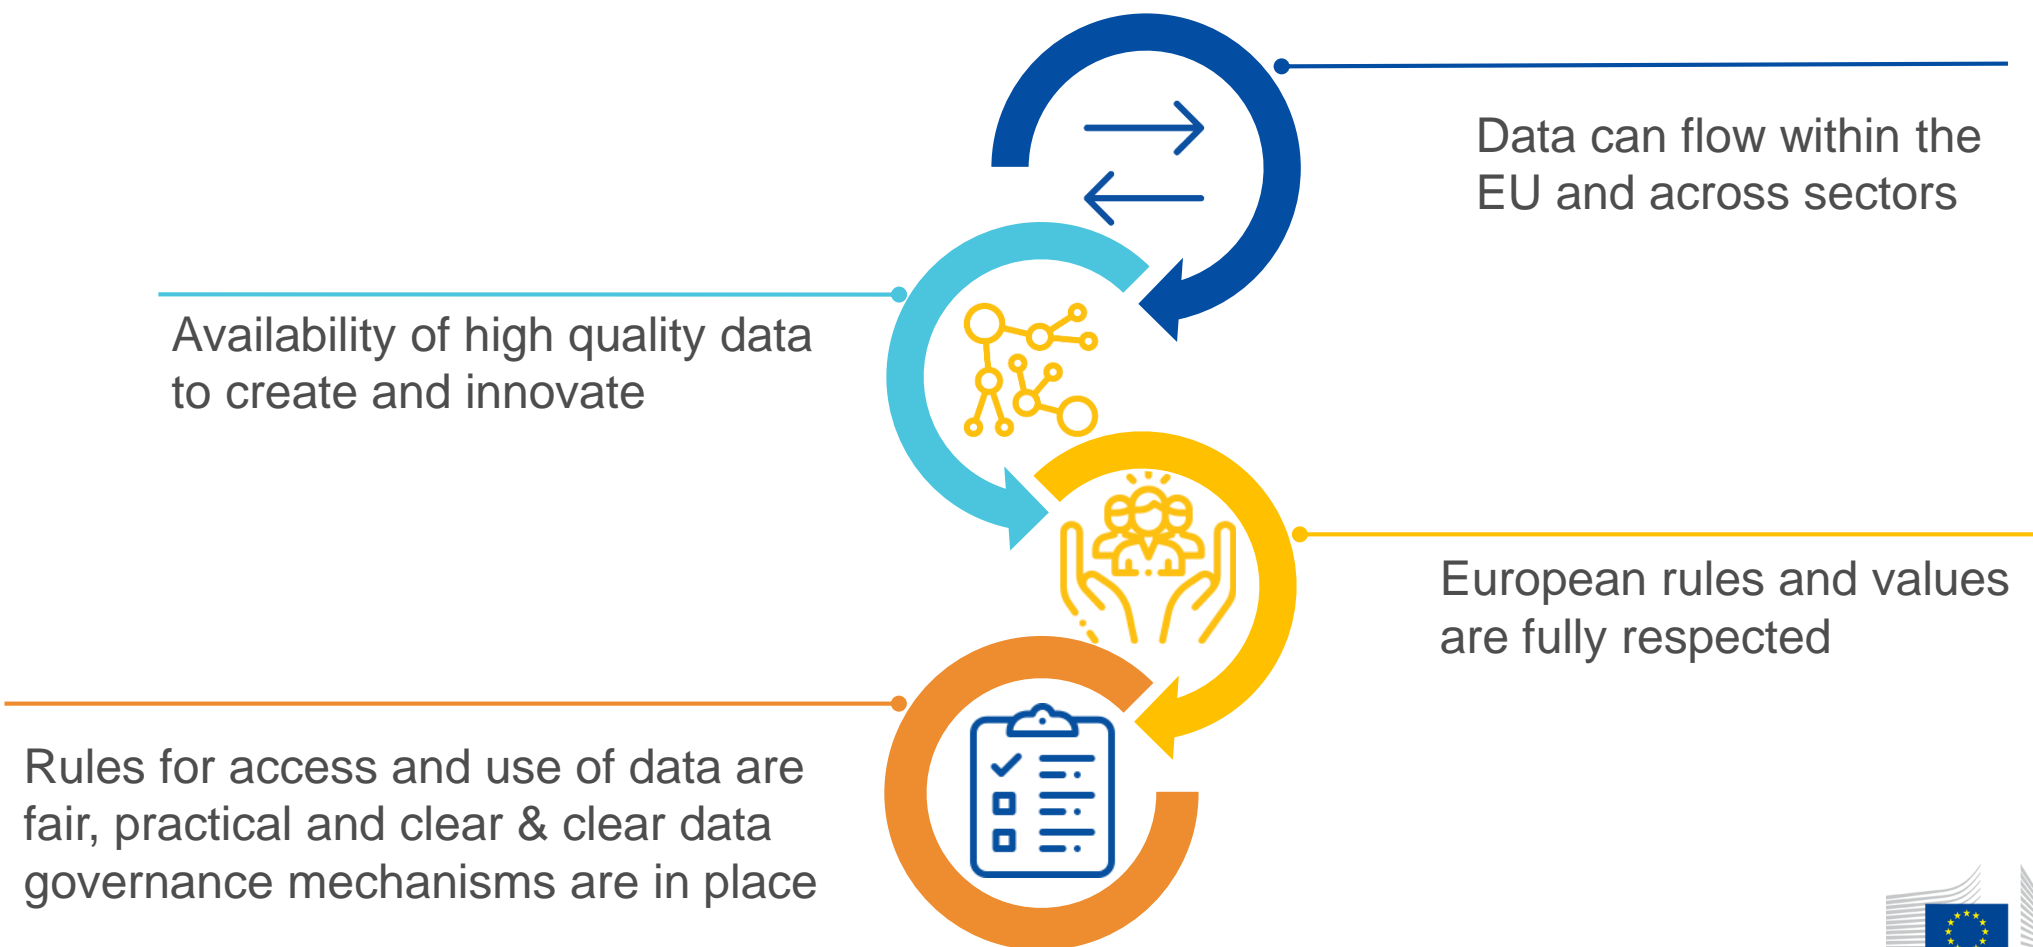 Data can flow within the
EU and across sectors
Availability of high quality data
to create and innovate
European rules and values
are fully respected
Rules for access and use of data are
fair, practical and clear & clear data
governance mechanisms are in place